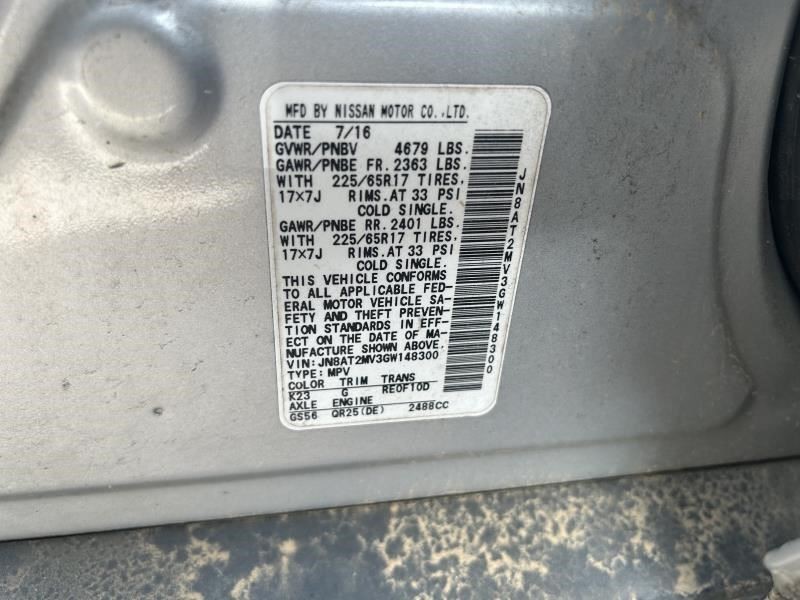 MFD BY NISSAN MOTOR CO.,LTD.
DATE 7/16
GVWR/PNBV 4679 LBS.
GAWR/PNBE FR. 2363 LBS.
WITH 225/65R17 TIRES,
17×7J RIMS.AT 33 PSI
COLD SINGLE.
GAWR/PNBE RR. 2401 LBS.
WITH 225/65R17 TIRES,
17×7J RIMS.AT 33 PSI
COLD SINGLE.
THIS VEHICLE CONFORMS
TO ALL APPLICABLE FED-
ERAL MOTOR VEHICLE SA-
FETY AND THEFT PREVEN-
TION STANDARDS IN EFF-
ECT ON THE DATE OF MA-
NUFACTURE SHOWN ABOVE.
VIN:JN8AT2MV3GW148300
TYPE:MPV
COLOR TRIM TRANS
K23 G RE0F10D
AXLE ENGINE
GS56 QR25(DE) 2488CC
JN8AT2MV3GW148300